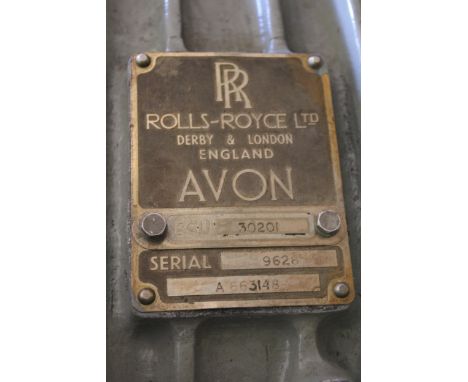 RR
ROLLS-ROYCE LTD
DERBY & LONDON
ENGLAND
AVON
30201
SERIAL 9628
A 663148